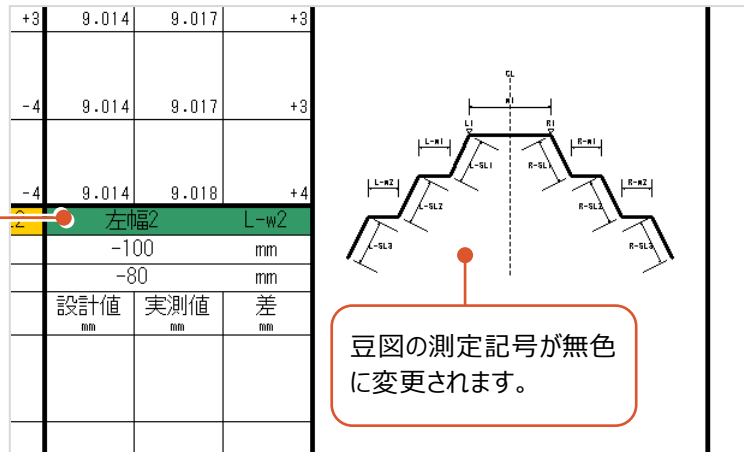 +3 9.014 9.017 +3
-4 9.014 9.017 +3
-4 9.014 9.018 +4
2 左幅2 L-w2
-100 mm
-80 mm
設計値 実測値 差
mm mm mm
CL
W1
L1 R1
L-w1 R-w1
L-SL1 R-SL1
L-w2 R-w2
L-SL2 R-SL2
L-SL3 R-SL3
豆図の測定記号が無色
に変更されます。